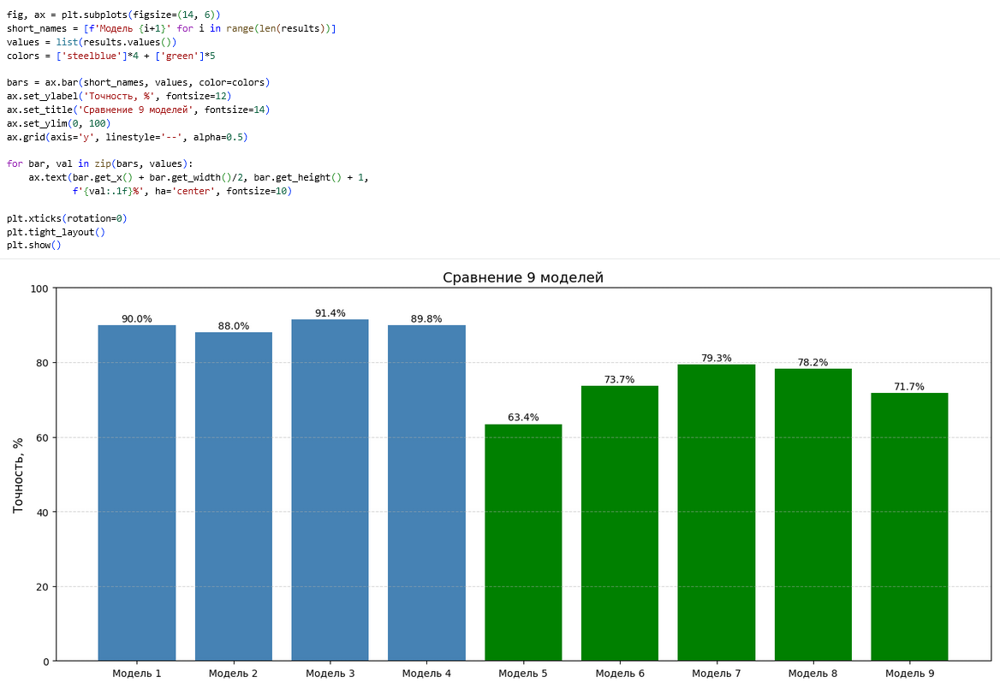 fig, ax = plt.subplots(figsize=(14, 6))
short_names = [f'Модель {i+1}' for i in range(len(results))]
values = list(results.values())
colors = ['steelblue']*4 + ['green']*5
bars = ax.bar(short_names, values, color=colors)
ax.set_ylabel('Точность, %', fontsize=12)
ax.set_title('Сравнение 9 моделей', fontsize=14)
ax.set_ylim(0, 100)
ax.grid(axis='y', linestyle='--', alpha=0.5)
for bar, val in zip(bars, values):
    ax.text(bar.get_x() + bar.get_width()/2, bar.get_height() + 1,
            f'{val:.1f}%', ha='center', fontsize=10)
plt.xticks(rotation=0)
plt.tight_layout()
plt.show()
Сравнение 9 моделей
Точность, %
100
80
60
40
20
0
90.0%
88.0%
91.4%
89.8%
63.4%
73.7%
79.3%
78.2%
71.7%
Модель 1
Модель 2
Модель 3
Модель 4
Модель 5
Модель 6
Модель 7
Модель 8
Модель 9